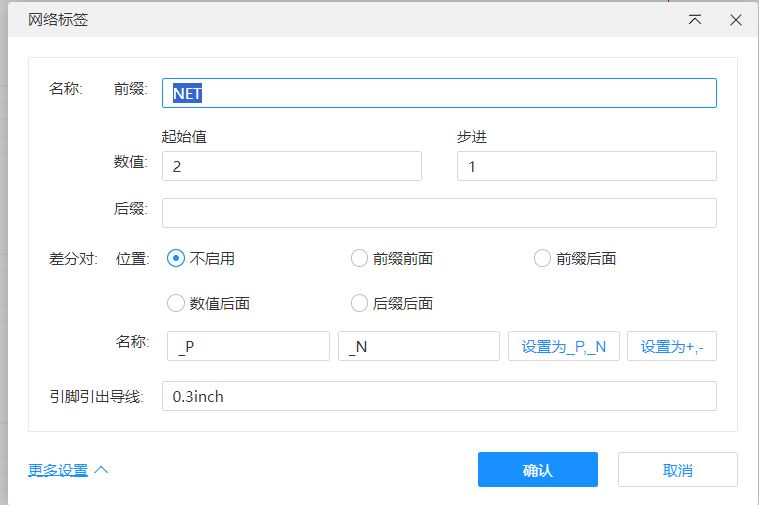 网络标签
名称: 前缀: NET
起始值 步进
数值: 2 1
后缀:
差分对: 位置: 不启用 前缀前面 前缀后面
数值后面 后缀后面
名称: _P _N 设置为_P,_N 设置为+,-
引脚引出导线: 0.3inch
更多设置 确认 取消